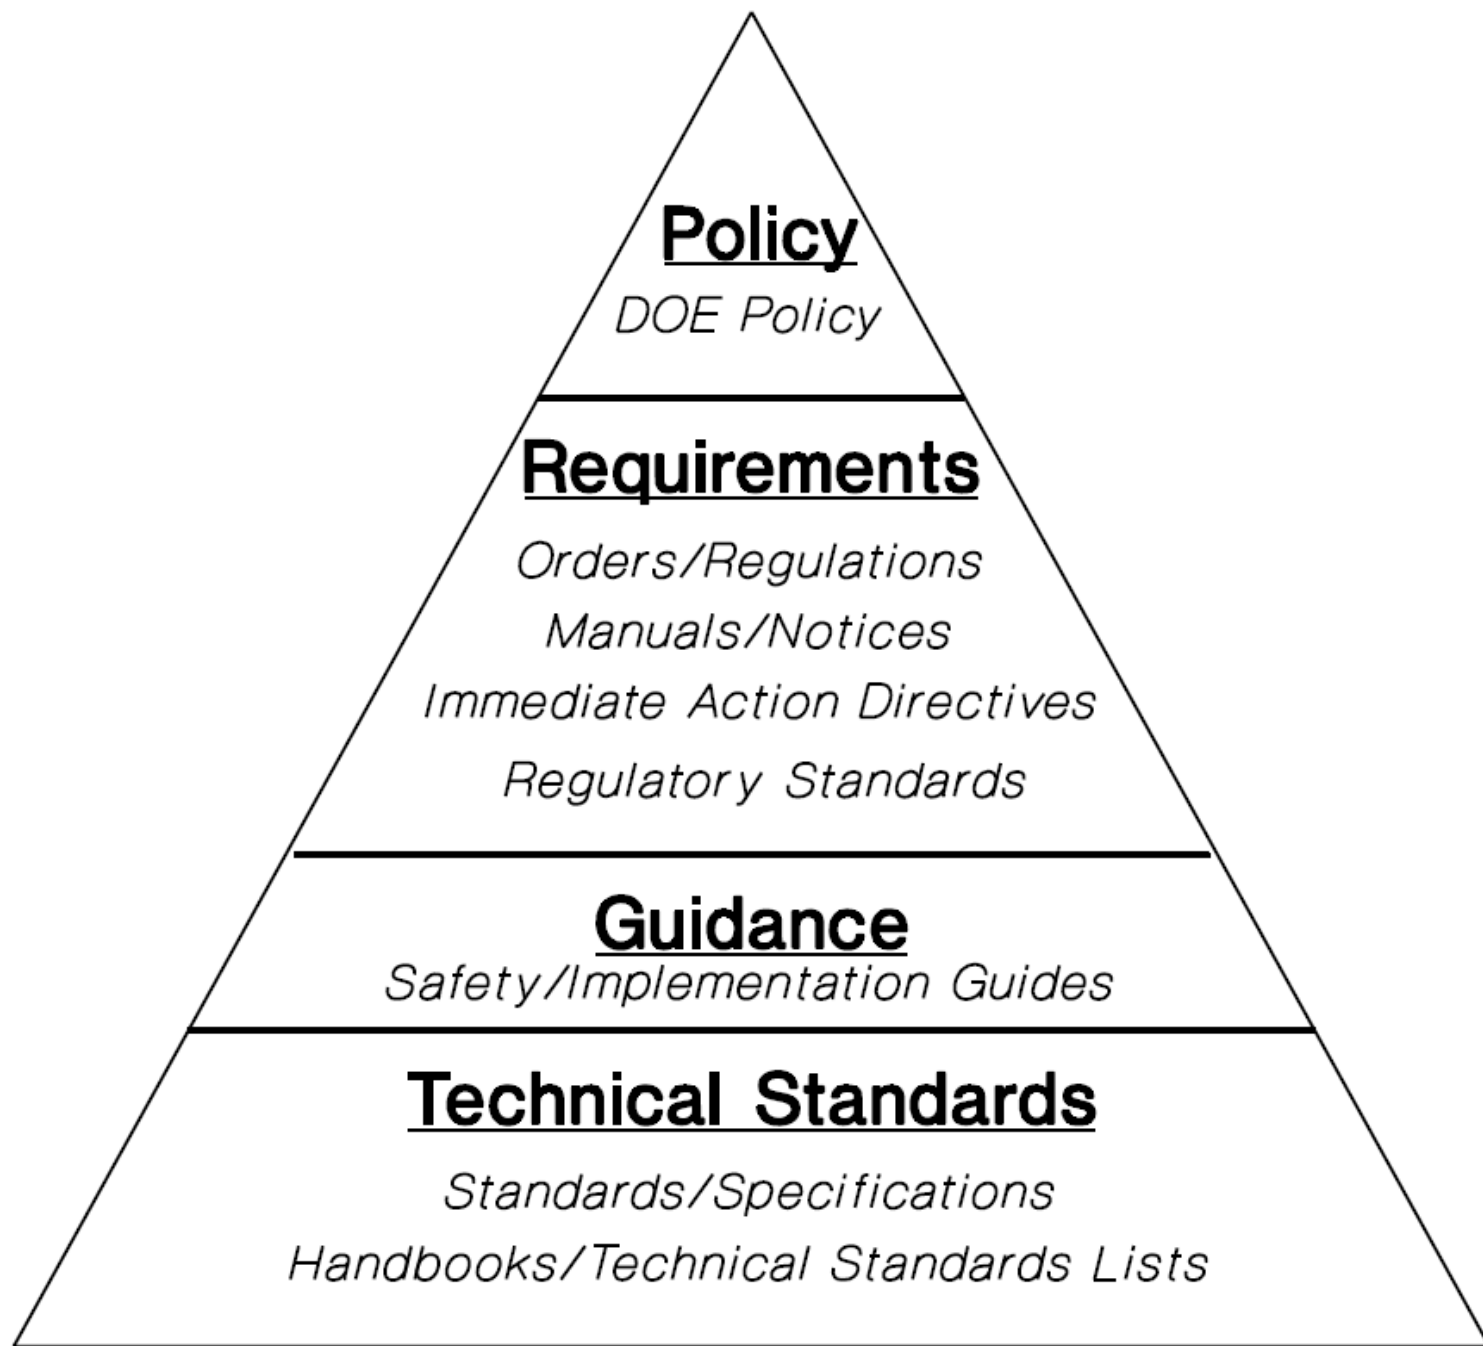 Policy
DOE Policy
Requirements
Orders/Regulations
Manuals/Notices
Immediate Action Directives
Regulatory Standards
Guidance
Safety/Implementation Guides
Technical Standards
Standards/Specifications
Handbooks/Technical Standards Lists